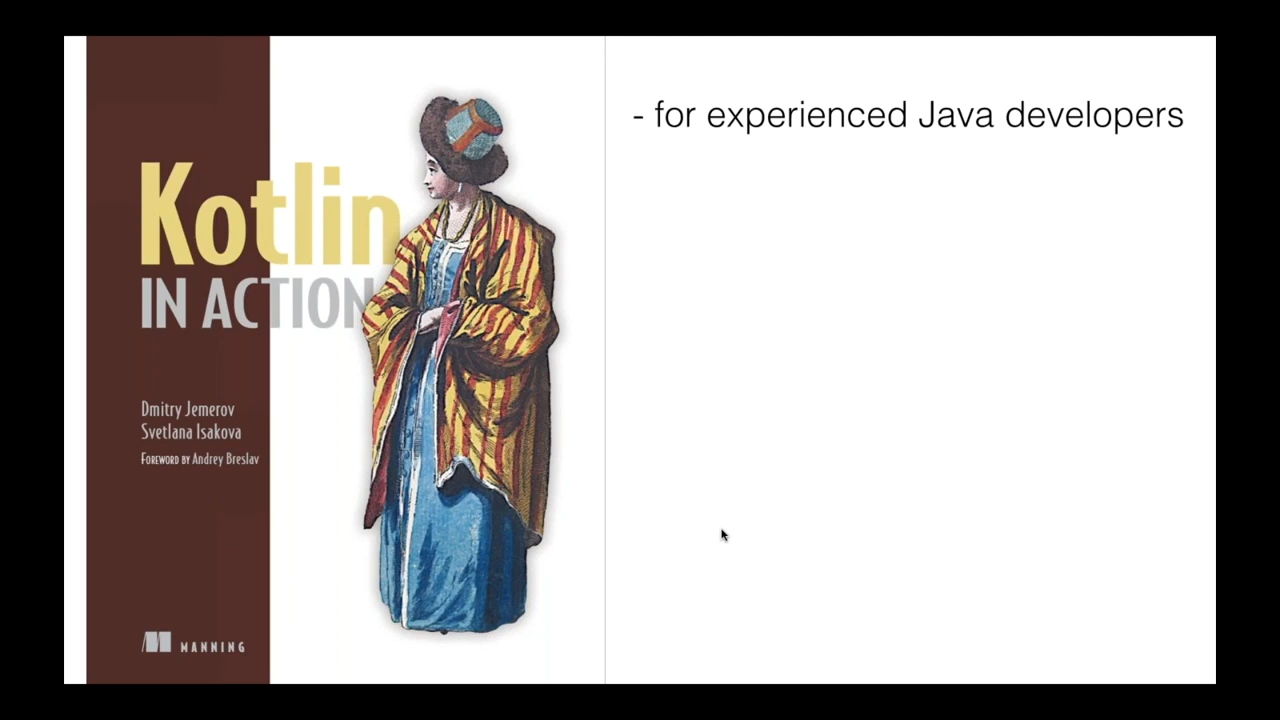 Kotlin
IN ACTION
Dmitry Jemerov
Svetlana Isakova
FOREWORD BY Andrey Breslav
MANNING
- for experienced Java developers